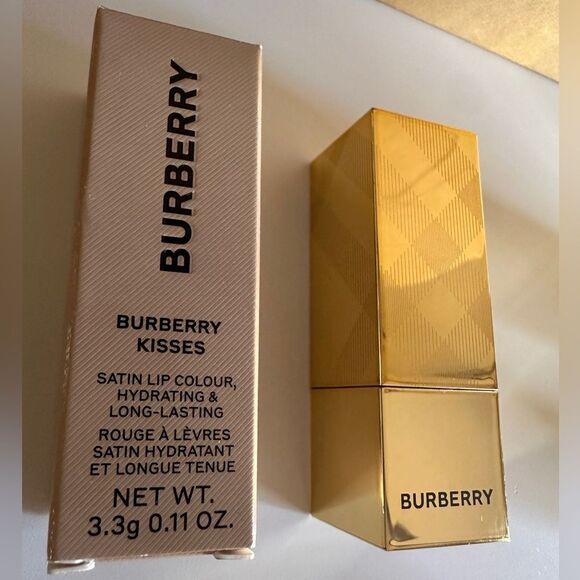 BURBERRY
BURBERRY
KISSES
SATIN LIP COLOUR,
HYDRATING &
LONG-LASTING
ROUGE À LÈVRES
SATIN HYDRATANT
ET LONGUE TENUE
NET WT.
3.3g 0.11 OZ.
BURBERRY